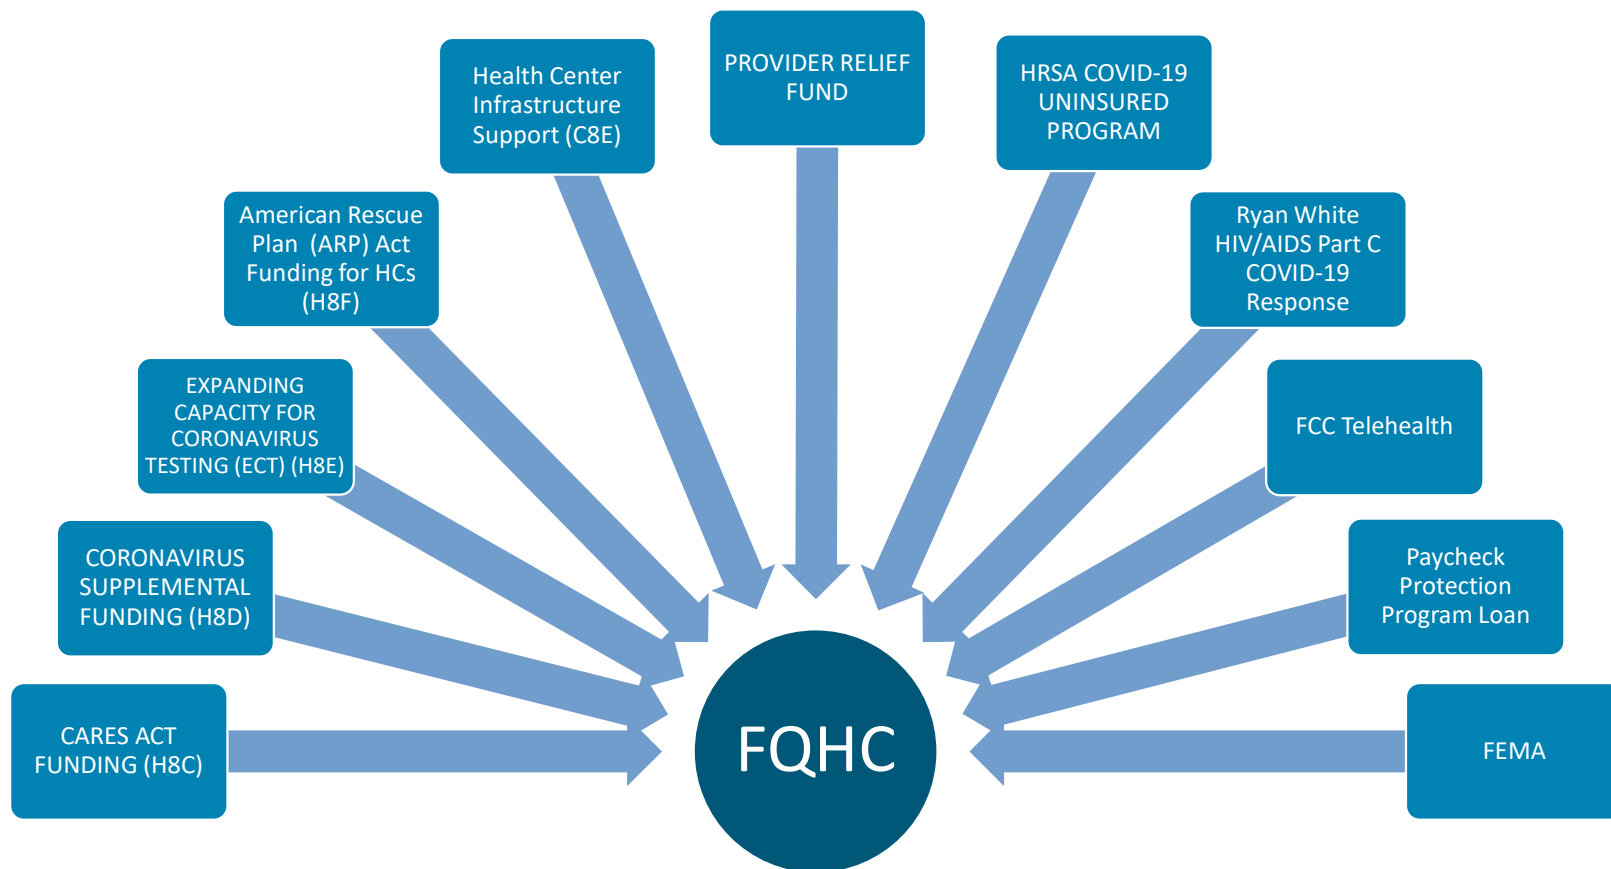 CARES ACT
FUNDING (H8C)
CORONAVIRUS
SUPPLEMENTAL
FUNDING (H8D)
EXPANDING
CAPACITY FOR
CORONAVIRUS
TESTING (ECT) (H8E)
American Rescue
Plan (ARP) Act
Funding for HCs
(H8F)
Health Center
Infrastructure
Support (C8E)
PROVIDER RELIEF
FUND
HRSA COVID-19
UNINSURED
PROGRAM
Ryan White
HIV/AIDS Part C
COVID-19
Response
FCC Telehealth
Paycheck
Protection
Program Loan
FEMA
FQHC